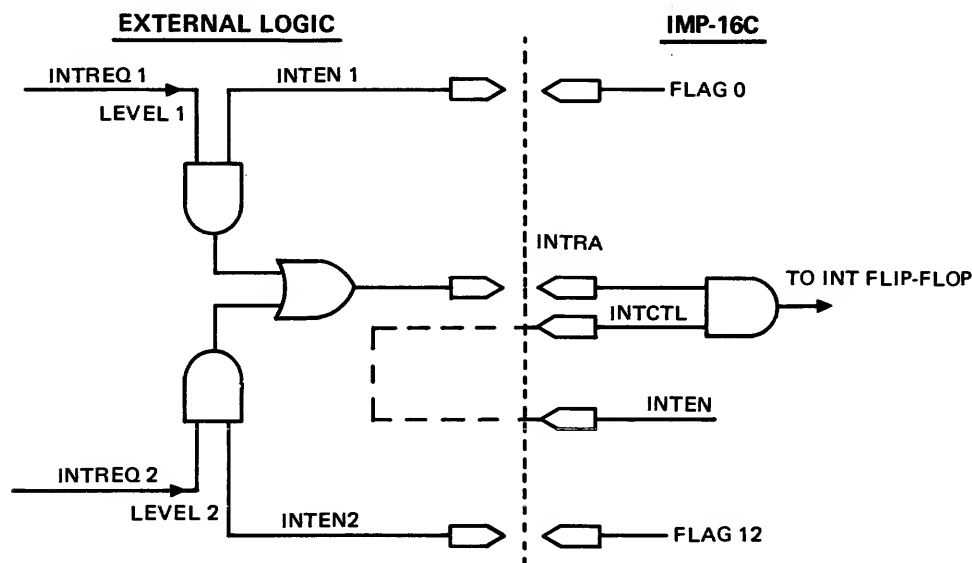 EXTERNAL LOGIC
IMP-16C
INTREQ 1
INTEN 1
FLAG 0
LEVEL 1
INTRA
TO INT FLIP-FLOP
INTCTL
INTEN
INTREQ 2
LEVEL 2
INTEN2
FLAG 12